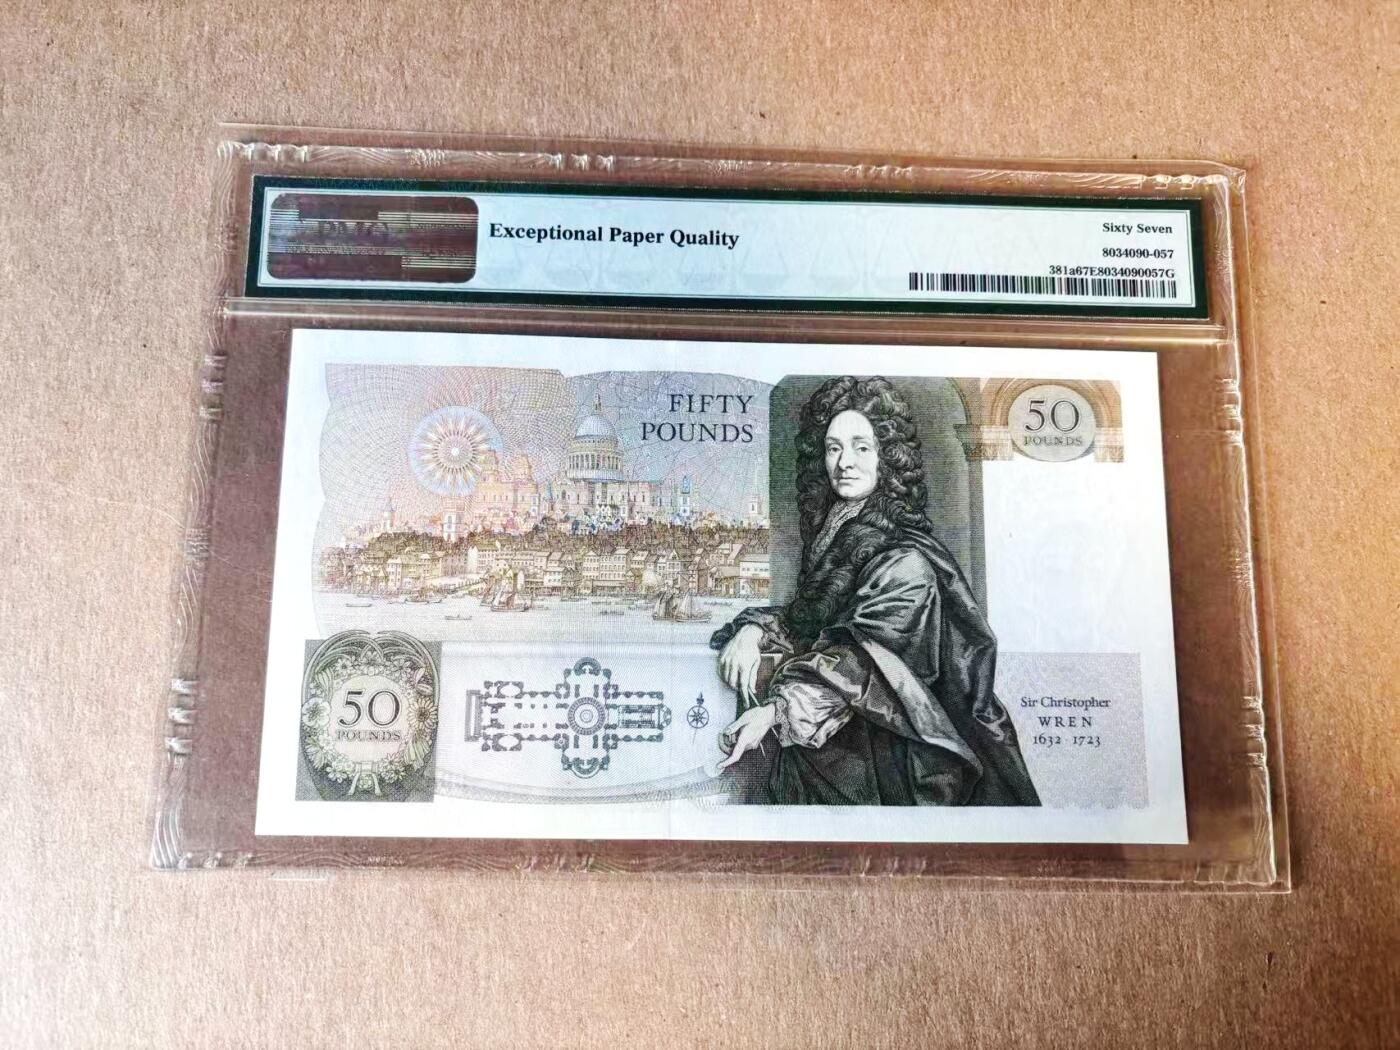 PMG
Exceptional Paper Quality
Sixty Seven
8034090-057
381a67E8034090057G
FIFTY
POUNDS
50
POUNDS
50
POUNDS
Sir Christopher
WREN
1632 1723